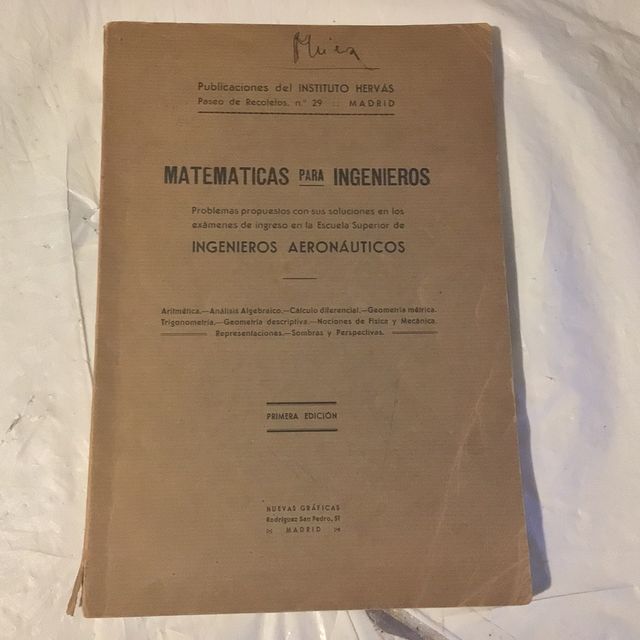 Publicaciones del INSTITUTO HERVÁS
Paseo de Recoletos, n.º 29 :: MADRID
MATEMATICAS PARA INGENIEROS
Problemas propuestos con sus soluciones en los
exámenes de ingreso en la Escuela Superior de
INGENIEROS AERONÁUTICOS
Aritmética.—Análisis Algebraico.—Cálculo diferencial.—Geometría métrica.
Trigonometría.—Geometría descriptiva.—Nociones de Física y Mecánica.
Representaciones.—Sombras y Perspectivas.
PRIMERA EDICIÓN
NUEVAS GRÁFICAS
Rodríguez San Pedro, 51
MADRID